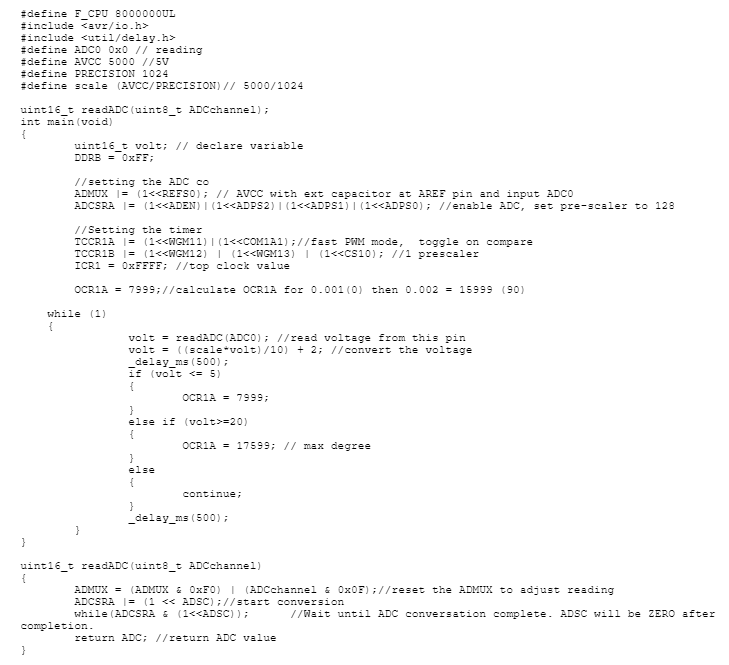 #define F_CPU 8000000UL
#include <avr/io.h>
#include <util/delay.h>
#define ADC0 0x0 // reading
#define AVCC 5000 //5V
#define PRECISION 1024
#define scale (AVCC/PRECISION)// 5000/1024
uint16_t readADC(uint8_t ADCchannel);
int main(void)
{
uint16_t volt; // declare variable
DDRB = 0xFF;
//setting the ADC co
ADMUX |= (1<<REFS0); // AVCC with ext capacitor at AREF pin and input ADC0
ADCSRA |= (1<<ADEN)|(1<<ADPS2)|(1<<ADPS1)|(1<<ADPS0); //enable ADC, set pre-scaler to 128
//Setting the timer
TCCR1A |= (1<<WGM11)|(1<<COM1A1);//fast PWM mode, toggle on compare
TCCR1B |= (1<<WGM12) | (1<<WGM13) | (1<<CS10); //1 prescaler
ICR1 = 0xFFFF; //top clock value
OCR1A = 7999;//calculate OCR1A for 0.001(0) then 0.002 = 15999 (90)
while (1)
{
volt = readADC(ADC0); //read voltage from this pin
volt = ((scale*volt)/10) + 2; //convert the voltage
_delay_ms(500);
if (volt <= 5)
{
OCR1A = 7999;
}
else if (volt>=20)
{
OCR1A = 17599; // max degree
}
else
{
continue;
}
_delay_ms(500);
}
}
uint16_t readADC(uint8_t ADCchannel)
{
ADMUX = (ADMUX & 0xF0) | (ADCchannel & 0x0F);//reset the ADMUX to adjust reading
ADCSRA |= (1 << ADSC);//start conversion
while(ADCSRA & (1<<ADSC)); //Wait until ADC conversation complete. ADSC will be ZERO after
completion.
return ADC; //return ADC value
}